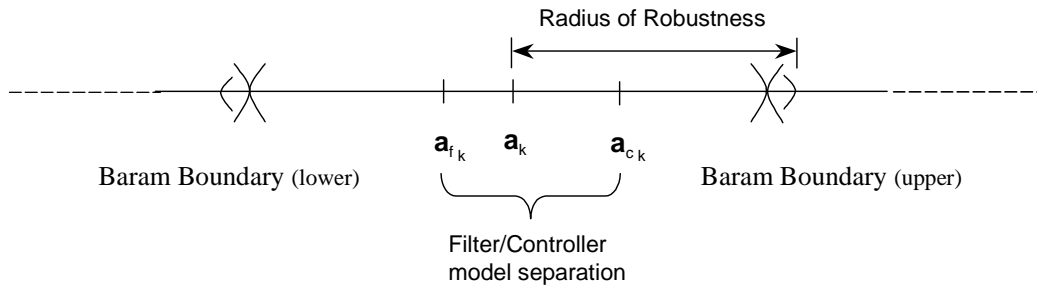 Radius of Robustness
a_{f_k} a_k a_{c_k}
Baram Boundary (lower) Baram Boundary (upper)
Filter/Controller
model separation